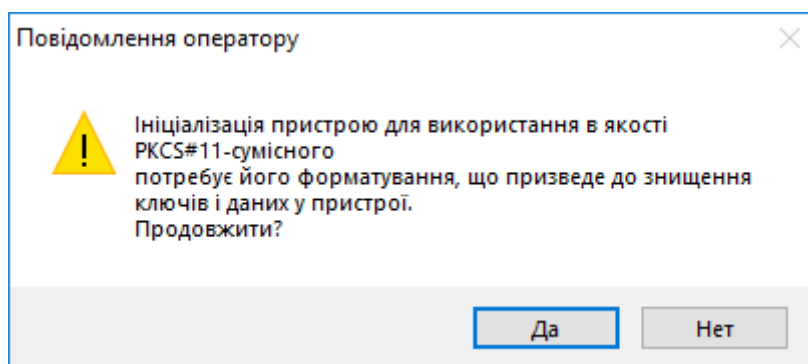 Повідомлення оператору
Ініціалізація пристрою для використання в якості
PKCS#11-сумісного
потребує його форматування, що призведе до знищення
ключів і даних у пристрої.
Продовжити?
Да
Нет